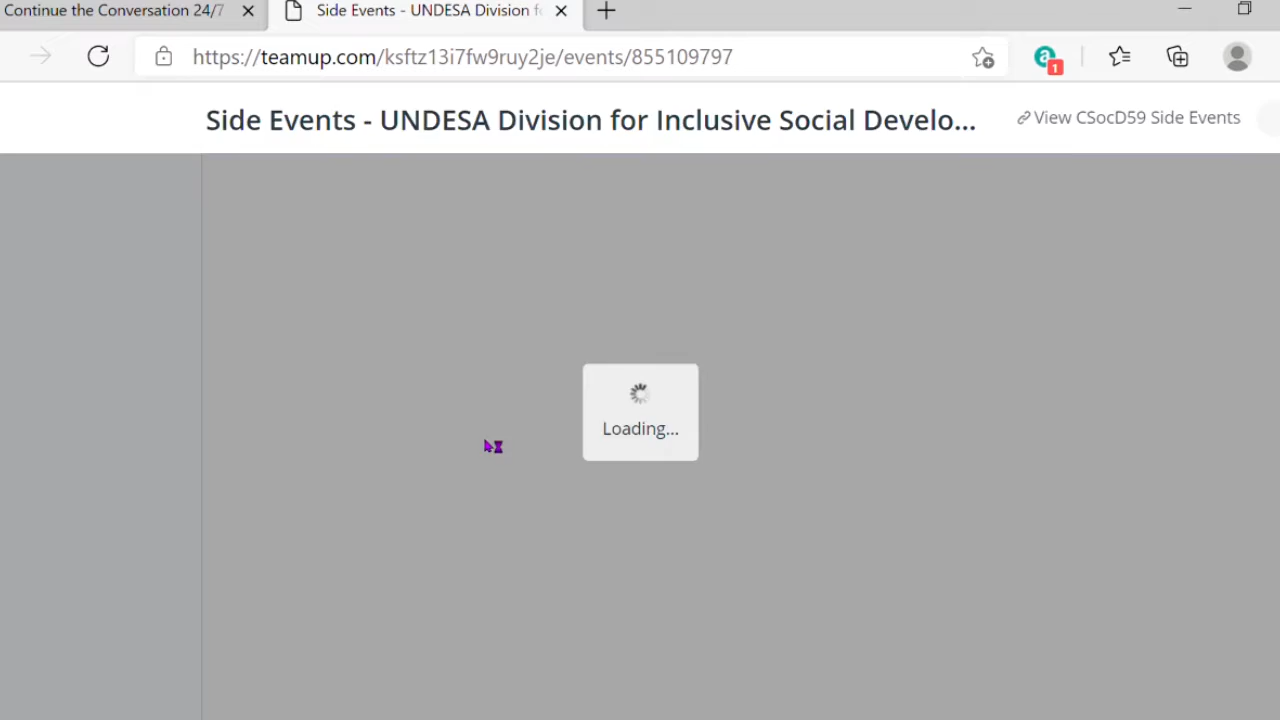 Continue the Conversation 24/7
Side Events - UNDESA Division f
https://teamup.com/ksftz13i7fw9ruy2je/events/855109797
a
1
Side Events - UNDESA Division for Inclusive Social Develo...
View CSocD59 Side Events
Loading...